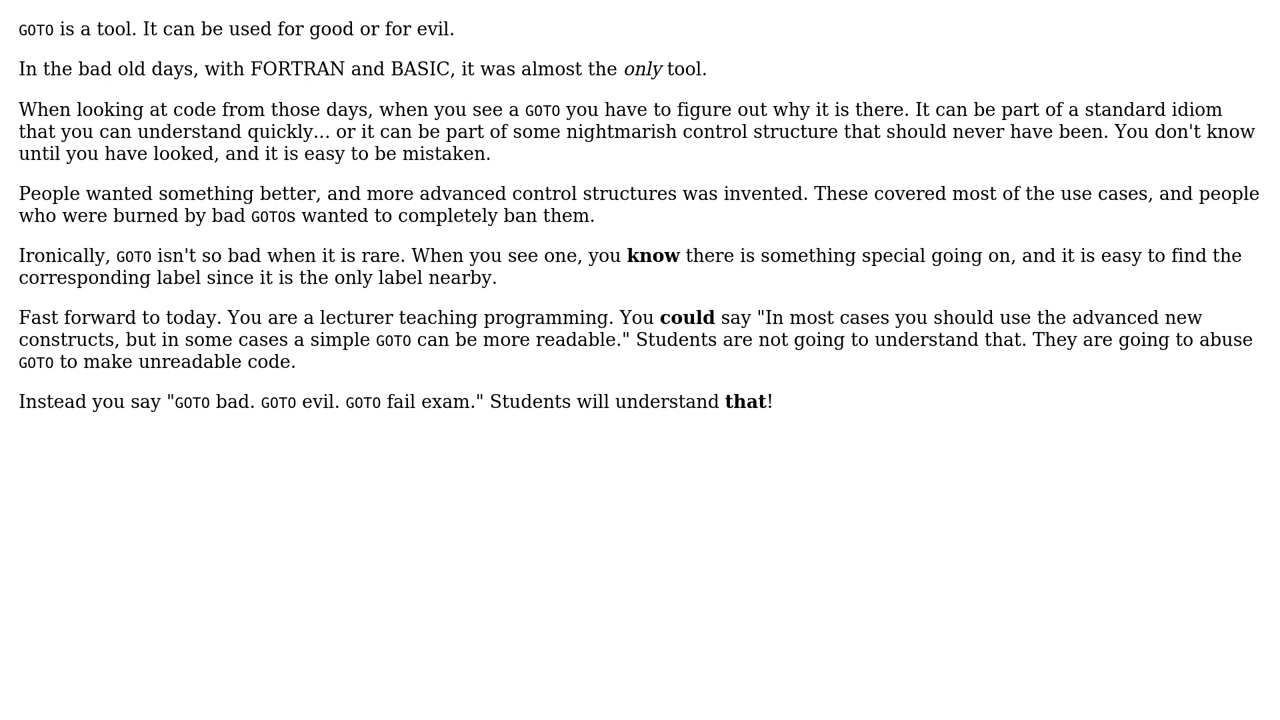 GOTO is a tool. It can be used for good or for evil.
In the bad old days, with FORTRAN and BASIC, it was almost the only tool.
When looking at code from those days, when you see a GOTO you have to figure out why it is there. It can be part of a standard idiom
that you can understand quickly... or it can be part of some nightmarish control structure that should never have been. You don't know
until you have looked, and it is easy to be mistaken.
People wanted something better, and more advanced control structures was invented. These covered most of the use cases, and people
who were burned by bad GOTOs wanted to completely ban them.
Ironically, GOTO isn't so bad when it is rare. When you see one, you know there is something special going on, and it is easy to find the
corresponding label since it is the only label nearby.
Fast forward to today. You are a lecturer teaching programming. You could say "In most cases you should use the advanced new
constructs, but in some cases a simple GOTO can be more readable." Students are not going to understand that. They are going to abuse
GOTO to make unreadable code.
Instead you say "GOTO bad. GOTO evil. GOTO fail exam." Students will understand that!